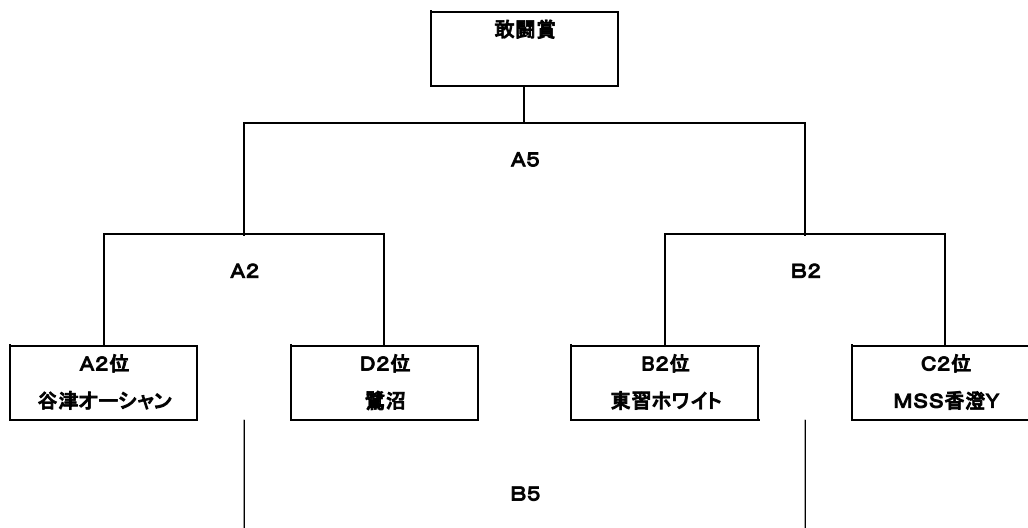 敢闘賞
A5
A2
B2
A2位
谷津オーシャン
D2位
鷺沼
B2位
東習ホワイト
C2位
MSS香澄Y
B5